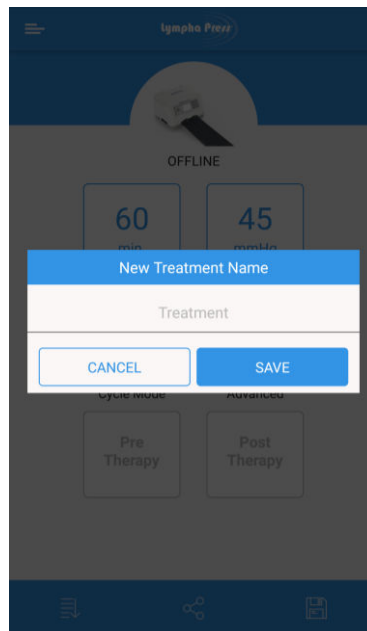 Lympha Press
OFFLINE
60
45
min
mmHg
New Treatment Name
Treatment
CANCEL
SAVE
Cycle Mode
Advanced
Pre
Therapy
Post
Therapy